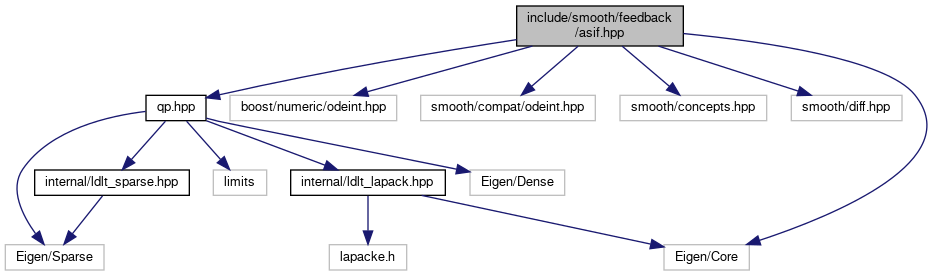 include/smooth/feedback
/asif.hpp
qp.hpp
boost/numeric/odeint.hpp
smooth/compat/odeint.hpp
smooth/concepts.hpp
smooth/diff.hpp
internal/ldlt_sparse.hpp
limits
internal/ldlt_lapack.hpp
Eigen/Dense
Eigen/Sparse
lapacke.h
Eigen/Core